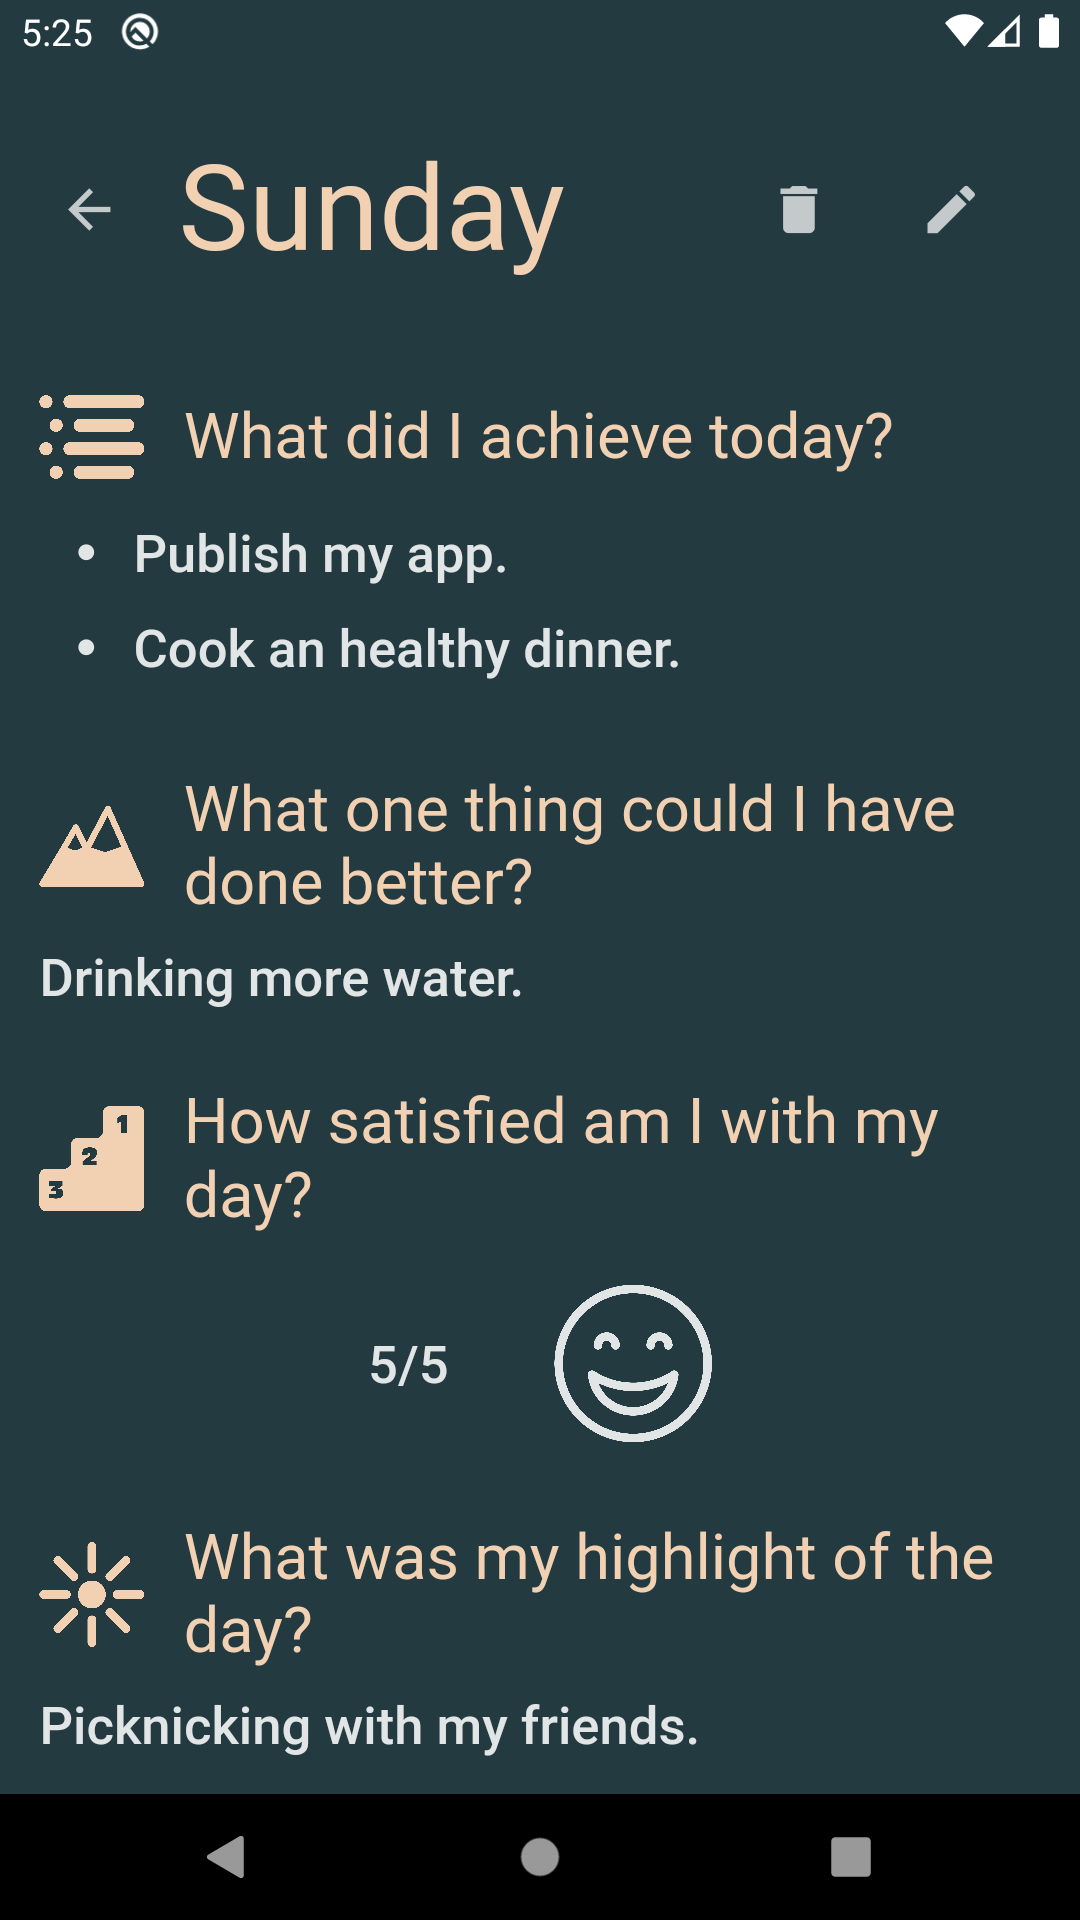 5:25
Sunday
What did I achieve today?
• Publish my app.
• Cook an healthy dinner.
What one thing could I have
done better?
Drinking more water.
1
2
3
How satisfied am I with my
day?
5/5
What was my highlight of the
day?
Picknicking with my friends.